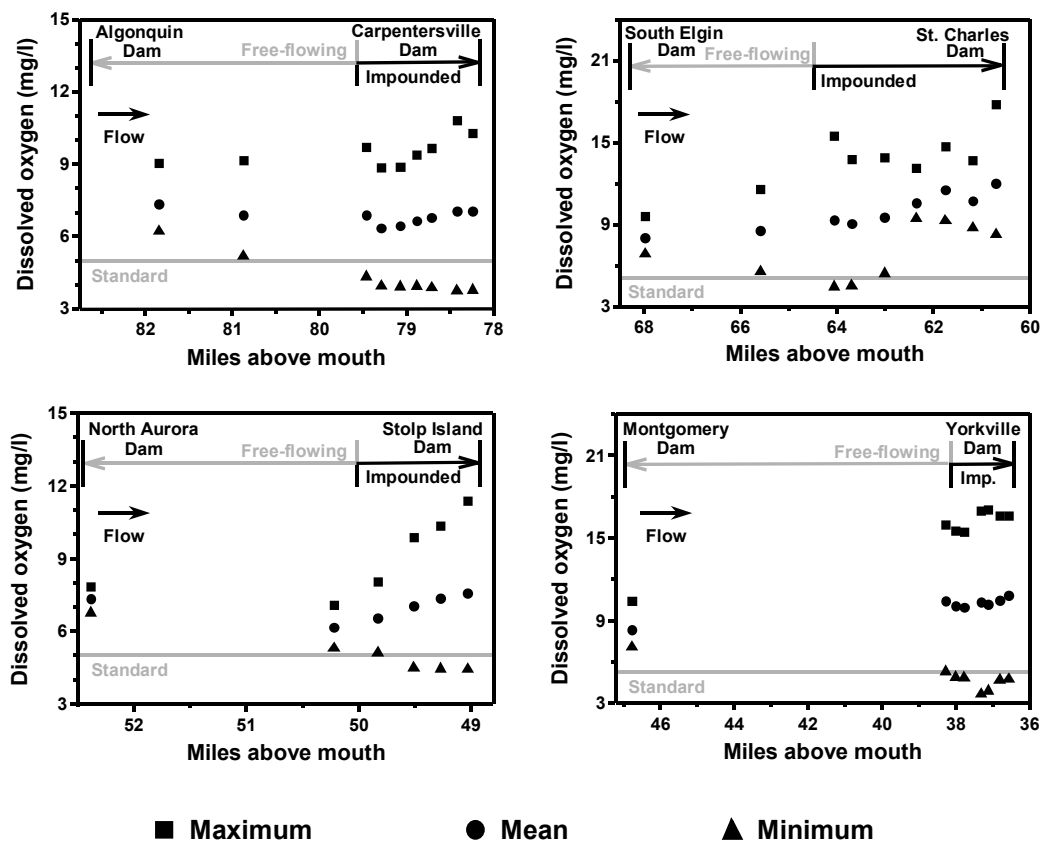 15
12
9
6
3
Dissolved oxygen (mg/l)
Algonquin
Dam
Carpentersville
Dam
Free-flowing
Impounded
Flow
Standard
82
81
80
79
78
Miles above mouth
21
15
9
3
Dissolved oxygen (mg/l)
South Elgin
Dam
St. Charles
Dam
Free-flowing
Impounded
Flow
Standard
68
66
64
62
60
Miles above mouth
15
12
9
6
3
Dissolved oxygen (mg/l)
North Aurora
Dam
Stolp Island
Dam
Free-flowing
Impounded
Flow
Standard
52
51
50
49
Miles above mouth
21
15
9
3
Dissolved oxygen (mg/l)
Montgomery
Dam
Yorkville
Dam
Free-flowing
Imp.
Flow
Standard
46
44
42
40
38
36
Miles above mouth
Maximum
Mean
Minimum